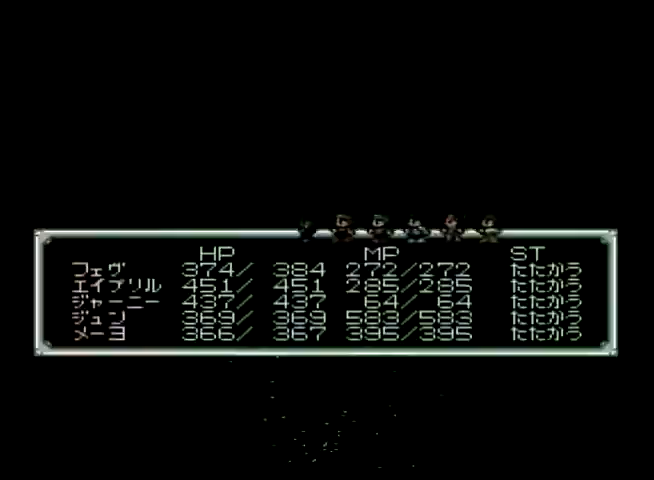 HP MP ST
フェヴ 374/ 384 272/272 たたかう
エイプリル 451/ 451 285/285 たたかう
ジャーニー 437/ 437 64/ 64 たたかう
ジュン 369/ 369 583/583 たたかう
メーヨ 366/ 367 395/395 たたかう